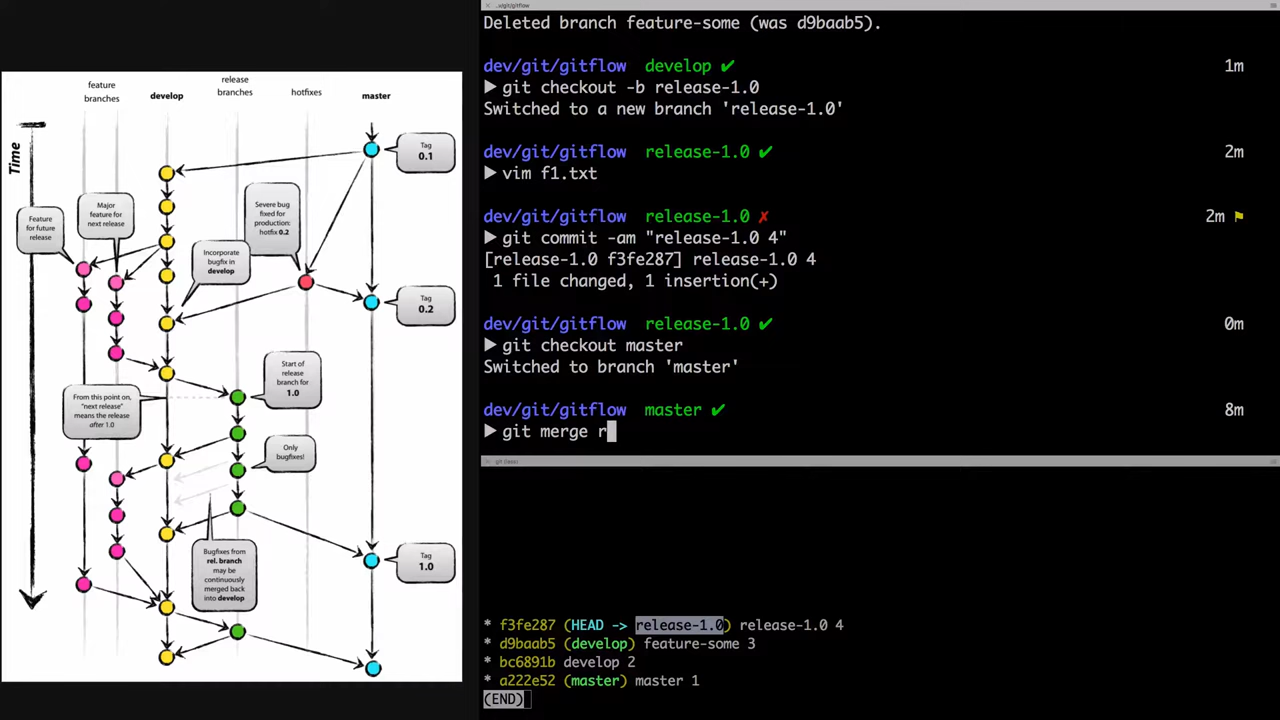 feature
branches
develop
release
branches
hotfixes
master
Time
Tag
0.1
Feature
for future
release
Major
feature for
next release
Severe bug
fixed for
production:
hotfix 0.2
Incorporate
bugfix in
develop
Tag
0.2
Start of
release
branch for
1.0
From this point on,
“next release”
means the release
after 1.0
Only
bugfixes!
Bugfixes from
rel. branch
may be
continuously
merged back
into develop
Tag
1.0
..v/git/gitflow
Deleted branch feature-some (was d9baab5).
dev/git/gitflow develop ✔ 1m
▶ git checkout -b release-1.0
Switched to a new branch 'release-1.0'
dev/git/gitflow release-1.0 ✔ 2m
▶ vim f1.txt
dev/git/gitflow release-1.0 ✗ 2m ⚑
▶ git commit -am "release-1.0 4"
[release-1.0 f3fe287] release-1.0 4
1 file changed, 1 insertion(+)
dev/git/gitflow release-1.0 ✔ 0m
▶ git checkout master
Switched to branch 'master'
dev/git/gitflow master ✔ 8m
▶ git merge r
git (less)
* f3fe287 (HEAD -> release-1.0) release-1.0 4
* d9baab5 (develop) feature-some 3
* bc6891b develop 2
* a222e52 (master) master 1
(END)